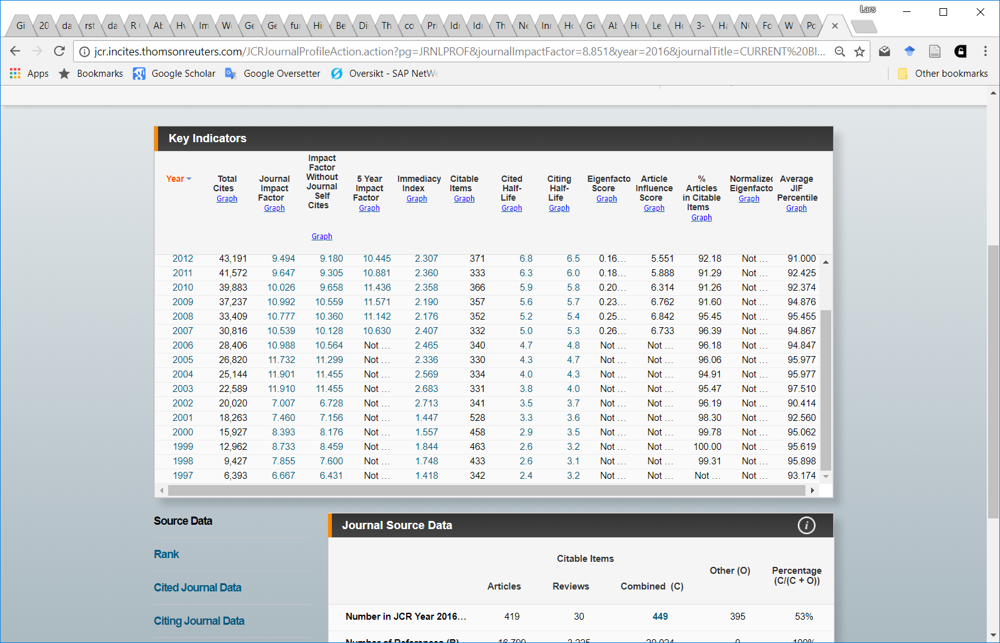 Lars
Gi 20 da rst da R Ab Hv Im We Ge Ge fui Hi: Be Di: Th co Pri Idi Idi Th Ne Ini Ho Ge Ab Ho Le Ho 3- Ha NC Fo W Po
jcr.incites.thomsonreuters.com/JCRJournalProfileAction.action?pg=JRNLPROF&journalImpactFactor=8.851&year=2016&journalTitle=CURRENT%20BI...
Apps Bookmarks Google Scholar Google Oversetter Oversikt - SAP NetWe Other bookmarks
Key Indicators
Year Total Cites Graph Journal Impact Factor Graph Impact Factor Without Journal Self Cites Graph 5 Year Impact Factor Graph Immediacy Index Graph Citable Items Graph Cited Half-Life Graph Citing Half-Life Graph Eigenfacto Score Graph Article Influence Score Graph % Articles in Citable Items Graph Normalized Eigenfacto Graph Average JIF Percentile Graph
2012 43,191 9.494 9.180 10.445 2.307 371 6.8 6.5 0.16... 5.551 92.18 Not ... 91.000
2011 41,572 9.647 9.305 10.881 2.360 333 6.3 6.0 0.18... 5.888 91.29 Not ... 92.425
2010 39,883 10.026 9.658 11.436 2.358 366 5.9 5.8 0.20... 6.314 91.26 Not ... 92.374
2009 37,237 10.992 10.559 11.571 2.190 357 5.6 5.7 0.23... 6.762 91.60 Not ... 94.876
2008 33,409 10.777 10.360 11.142 2.176 352 5.2 5.4 0.25... 6.842 95.45 Not ... 95.455
2007 30,816 10.539 10.128 10.630 2.407 332 5.0 5.3 0.26... 6.733 96.39 Not ... 94.867
2006 28,406 10.988 10.564 Not ... 2.465 340 4.7 4.8 Not ... Not ... 96.18 Not ... 94.847
2005 26,820 11.732 11.299 Not ... 2.336 330 4.3 4.7 Not ... Not ... 96.06 Not ... 95.977
2004 25,144 11.901 11.455 Not ... 2.569 334 4.0 4.3 Not ... Not ... 94.91 Not ... 95.977
2003 22,589 11.910 11.455 Not ... 2.683 331 3.8 4.0 Not ... Not ... 95.47 Not ... 97.510
2002 20,020 7.007 6.728 Not ... 2.713 341 3.5 3.7 Not ... Not ... 96.19 Not ... 90.414
2001 18,263 7.460 7.156 Not ... 1.447 528 3.3 3.6 Not ... Not ... 98.30 Not ... 92.560
2000 15,927 8.393 8.176 Not ... 1.557 458 2.9 3.5 Not ... Not ... 99.78 Not ... 95.062
1999 12,962 8.733 8.459 Not ... 1.844 463 2.6 3.2 Not ... Not ... 100.00 Not ... 95.619
1998 9,427 7.855 7.600 Not ... 1.748 433 2.6 3.1 Not ... Not ... 99.31 Not ... 95.898
1997 6,393 6.667 6.431 Not ... 1.418 342 2.4 3.2 Not ... Not ... Not ... Not ... 93.174
Source Data
Rank
Cited Journal Data
Citing Journal Data
Journal Source Data
Citable Items
Other (O) Percentage (C/(C + O))
Articles Reviews Combined (C)
Number in JCR Year 2016... 419 30 449 395 53%
Number of References (R) 16,799 3,225 20,024 0 100%